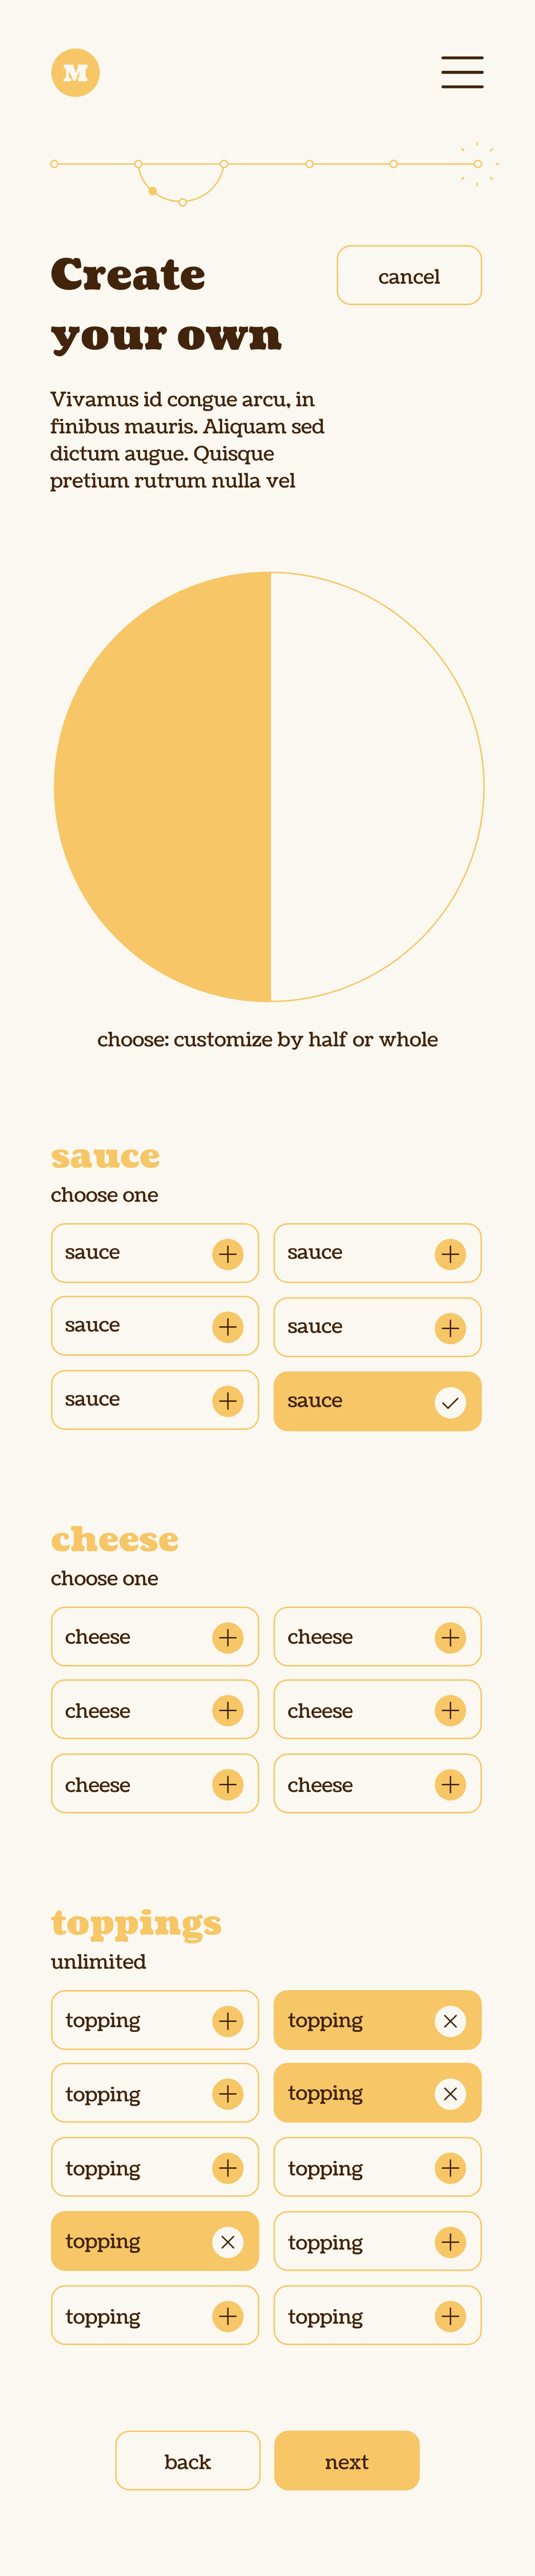 M
Create
cancel
your own
Vivamus id congue arcu, in
finibus mauris. Aliquam sed
dictum augue. Quisque
pretium rutrum nulla vel
choose: customize by half or whole
sauce
choose one
sauce
sauce
sauce
sauce
sauce
sauce
cheese
choose one
cheese
cheese
cheese
cheese
cheese
cheese
toppings
unlimited
topping
topping
topping
topping
topping
topping
topping
topping
topping
topping
back
next